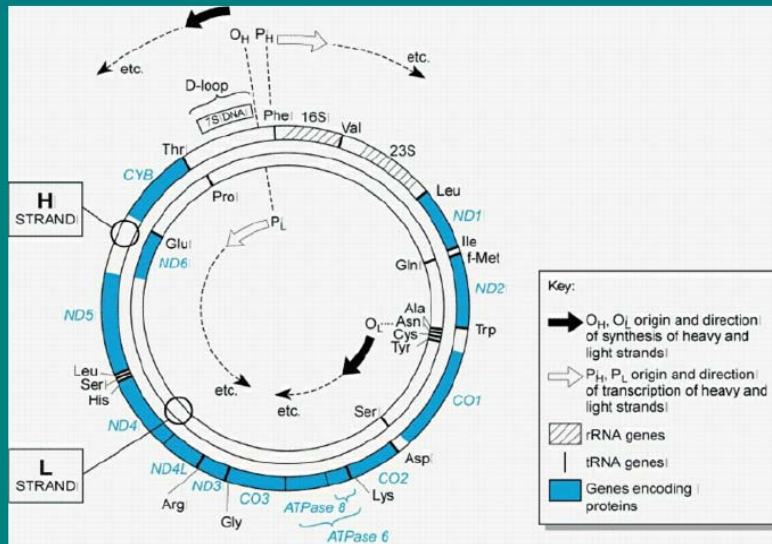 OH PH
etc.
etc.
D-loop
7S DNA
Phe
16S
Val
Thr
23S
CYB
Leu
H
STRAND
Pro
ND1
PL
Ile
f-Met
Glu
ND6
Gln
ND2
Key:
OH, OL origin and direction
of synthesis of heavy and
light strands
PH, PL origin and direction
of transcription of heavy and
light strands
rRNA genes
tRNA genes
Genes encoding
proteins
ND5
Ala
Asn
Cys
Tyr
OL
Trp
Leu
Ser
His
etc.
etc.
CO1
ND4
Ser
L
STRAND
ND4L
Asp
ND3
CO2
Arg
Gly
CO3
Lys
ATPase 8
ATPase 6